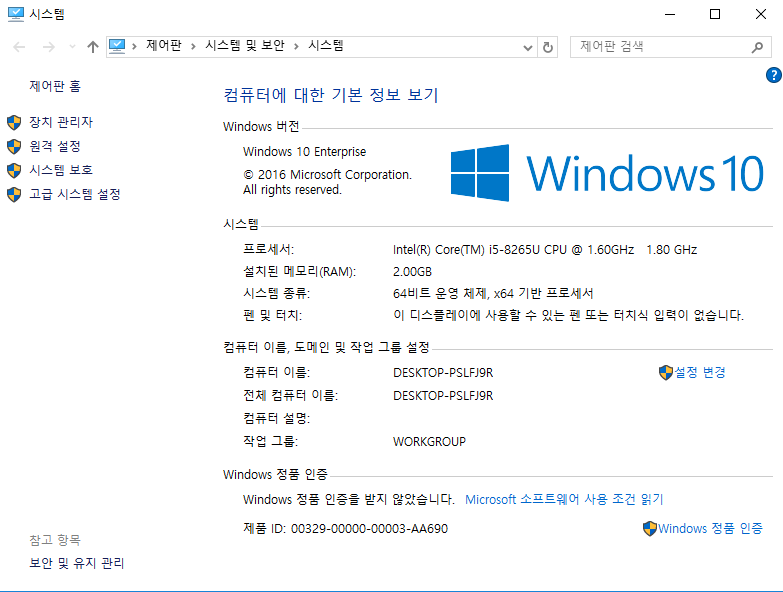 시스템
제어판 시스템 및 보안 시스템
제어판 검색
제어판 홈
장치 관리자
원격 설정
시스템 보호
고급 시스템 설정
컴퓨터에 대한 기본 정보 보기
Windows 버전
Windows 10 Enterprise
© 2016 Microsoft Corporation.
All rights reserved.
Windows 10
시스템
프로세서: Intel(R) Core(TM) i5-8265U CPU @ 1.60GHz 1.80 GHz
설치된 메모리(RAM): 2.00GB
시스템 종류: 64비트 운영 체제, x64 기반 프로세서
펜 및 터치: 이 디스플레이에 사용할 수 있는 펜 또는 터치식 입력이 없습니다.
컴퓨터 이름, 도메인 및 작업 그룹 설정
컴퓨터 이름: DESKTOP-PSLFJ9R 설정 변경
전체 컴퓨터 이름: DESKTOP-PSLFJ9R
컴퓨터 설명:
작업 그룹: WORKGROUP
Windows 정품 인증
Windows 정품 인증을 받지 않았습니다. Microsoft 소프트웨어 사용 조건 읽기
제품 ID: 00329-00000-00003-AA690 Windows 정품 인증
참고 항목
보안 및 유지 관리